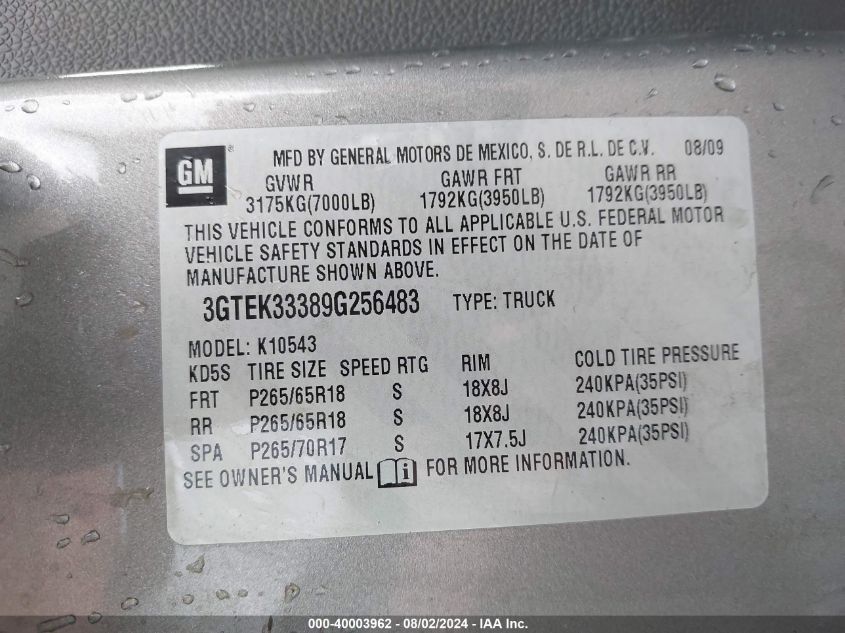 GM
MFD BY GENERAL MOTORS DE MEXICO, S. DE R.L. DE C.V. 08/09
GVWR GAWR FRT GAWR RR
3175KG(7000LB) 1792KG(3950LB) 1792KG(3950LB)
THIS VEHICLE CONFORMS TO ALL APPLICABLE U.S. FEDERAL MOTOR
VEHICLE SAFETY STANDARDS IN EFFECT ON THE DATE OF
MANUFACTURE SHOWN ABOVE.
3GTEK33389G256483 TYPE: TRUCK
MODEL: K10543
KD5S TIRE SIZE SPEED RTG RIM COLD TIRE PRESSURE
FRT P265/65R18 S 18X8J 240KPA(35PSI)
RR P265/65R18 S 18X8J 240KPA(35PSI)
SPA P265/70R17 S 17X7.5J 240KPA(35PSI)
SEE OWNER'S MANUAL i FOR MORE INFORMATION.
000-40003962 - 08/02/2024 - IAA Inc.